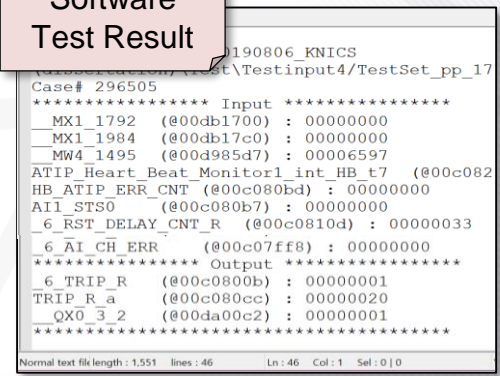 Software
Test Result
0190806_KNICS
\Test\Testinput4/TestSet_pp_17
Case# 296505
***************** Input ****************
__MX1_1792 (@00db1700) : 00000000
__MX1_1984 (@00db17c0) : 00000000
__MW4_1495 (@00d985d7) : 00006597
ATIP_Heart_Beat_Monitor1_int_HB_t7 (@00c082
HB_ATIP_ERR_CNT (@00c080bd) : 00000000
AI1_STS0 (@00c080b7) : 00000000
_6_RST_DELAY_CNT_R (@00c0810d) : 00000033
_6_AI_CH_ERR (@00c07ff8) : 00000000
**************** Output *****************
_6_TRIP_R (@00c0800b) : 00000001
TRIP_R_a (@00c080cc) : 00000020
__QX0_3_2 (@00da00c2) : 00000001
****************************************
Normal text file length : 1,551 lines : 46 Ln : 46 Col : 1 Sel : 0 | 0